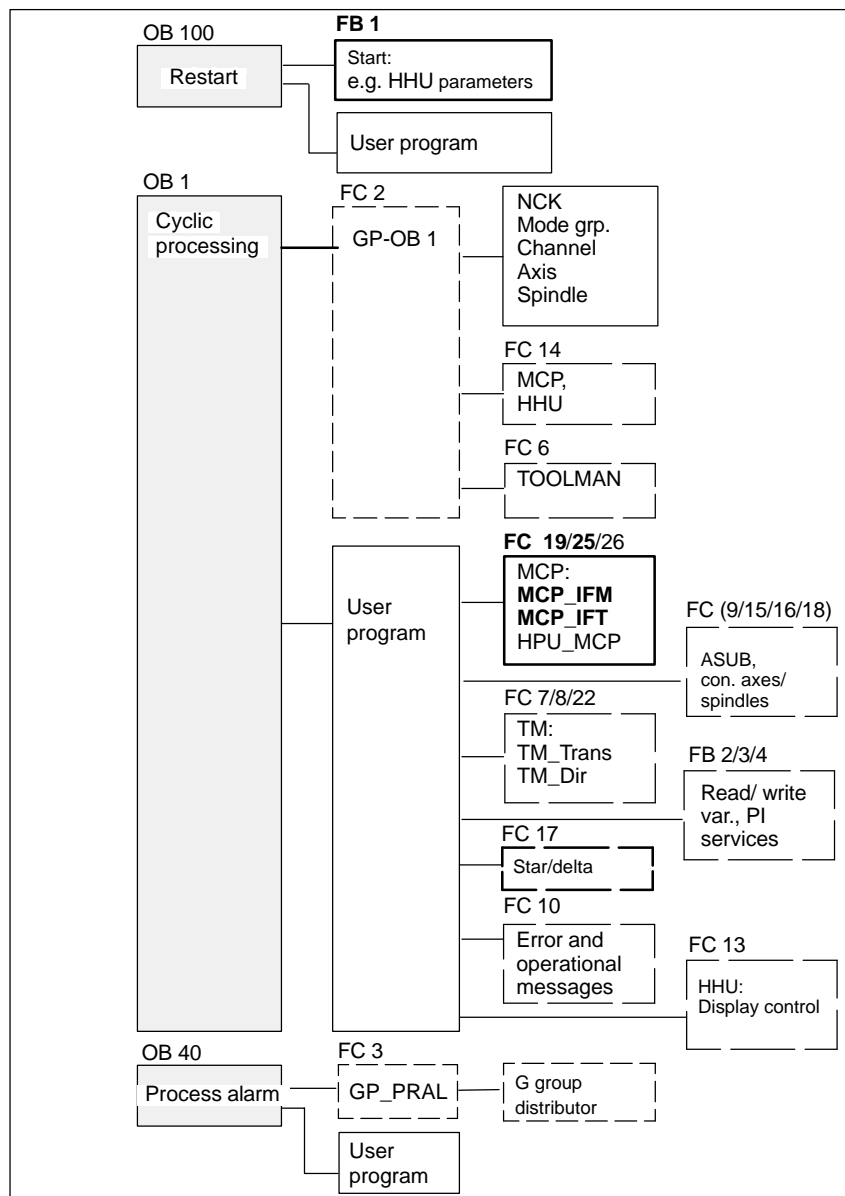 OB 100
Restart
FB 1
Start:
e.g. HHU parameters
User program
OB 1
Cyclic
processing
FC 2
GP-OB 1
NCK
Mode grp.
Channel
Axis
Spindle
FC 14
MCP,
HHU
FC 6
TOOLMAN
User
program
FC 19/25/26
MCP:
MCP_IFM
MCP_IFT
HPU_MCP
FC (9/15/16/18)
ASUB,
con. axes/
spindles
FC 7/8/22
TM:
TM_Trans
TM_Dir
FB 2/3/4
Read/ write
var., PI
services
FC 17
Star/delta
FC 10
Error and
operational
messages
FC 13
HHU:
Display control
OB 40
Process alarm
FC 3
GP_PRAL
G group
distributor
User
program